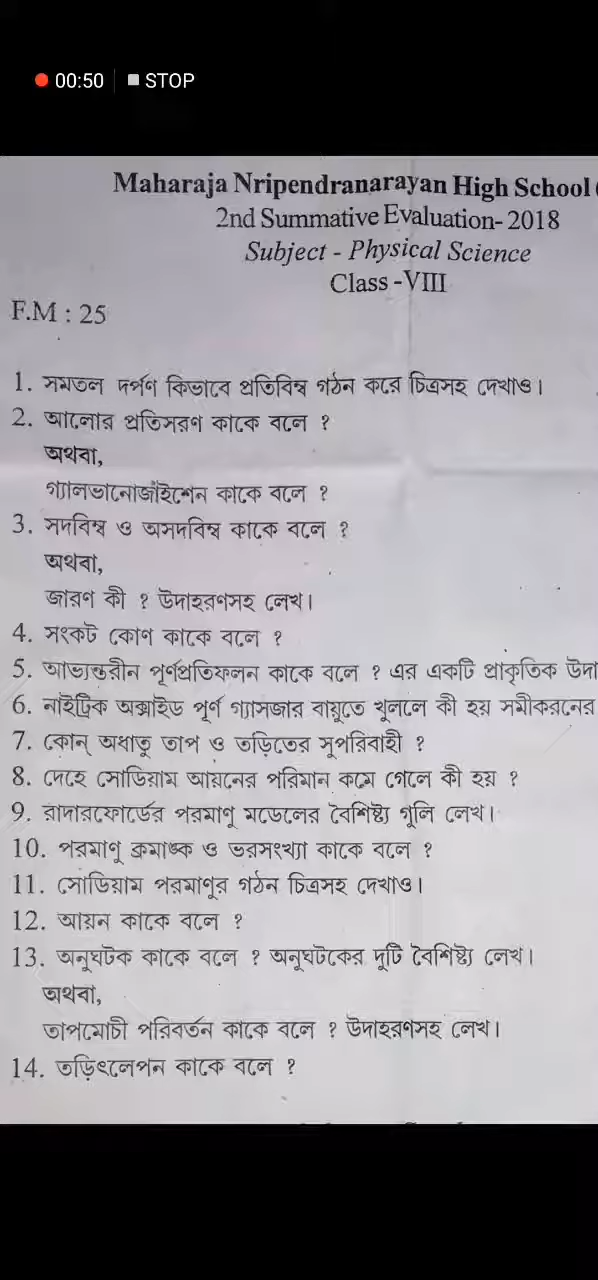 00:50 STOP
Maharaja Nripendranarayan High School
2nd Summative Evaluation- 2018
Subject - Physical Science
Class -VIII
F.M : 25
1. সমতল দর্পণ কিভাবে প্রতিবিম্ব গঠন করে চিত্রসহ দেখাও।
2. আলোর প্রতিসরণ কাকে বলে ?
অথবা,
গ্যালভানোজাঁইশেন কাকে বলে ?
3. সদবিম্ব ও অসদবিম্ব কাকে বলে ?
অথবা,
জারণ কী ? উদাহরণসহ লেখ।
4. সংকট কোণ কাকে বলে ?
5. আভ্যন্তরীন পূর্ণপ্রতিফলন কাকে বলে ? এর একটি প্রাকৃতিক উদা
6. নাইট্রিক অক্সাইড পূর্ণ গ্যাসজার বায়ুতে খুললে কী হয় সমীকরনের
7. কোন্ অধাতু তাপ ও তড়িতের সুপরিবাহী ?
8. দেহে সোডিয়াম আয়নের পরিমান কমে গেলে কী হয় ?
9. রাদারফোর্ডের পরমাণু মডেলের বৈশিষ্ট্য গুলি লেখ।
10. পরমাণু ক্রমাঙ্ক ও ভরসংখ্যা কাকে বলে ?
11. সোডিয়াম পরমাণুর গঠন চিত্রসহ দেখাও।
12. আয়ন কাকে বলে ?
13. অনুঘটক কাকে বলে ? অনুঘটকের দুটি বৈশিষ্ট্য লেখ।
অথবা,
তাপমোচী পরিবর্তন কাকে বলে ? উদাহরণসহ লেখ।
14. তড়িৎলেপন কাকে বলে ?